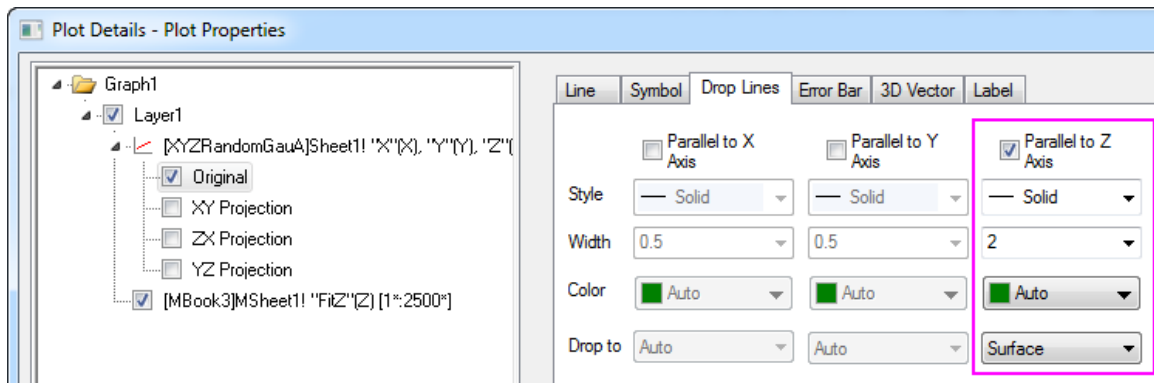 Plot Details - Plot Properties
Graph1
Layer1
[XYZRandomGauA]Sheet1! "X"(X), "Y"(Y), "Z"(
Original
XY Projection
ZX Projection
YZ Projection
[MBook3]MSheet1! "FitZ"(Z) [1*:2500*]
Line Symbol Drop Lines Error Bar 3D Vector Label
Parallel to X Axis
Parallel to Y Axis
Parallel to Z Axis
Style Solid Solid Solid
Width 0.5 0.5 2
Color Auto Auto Auto
Drop to Auto Auto Surface